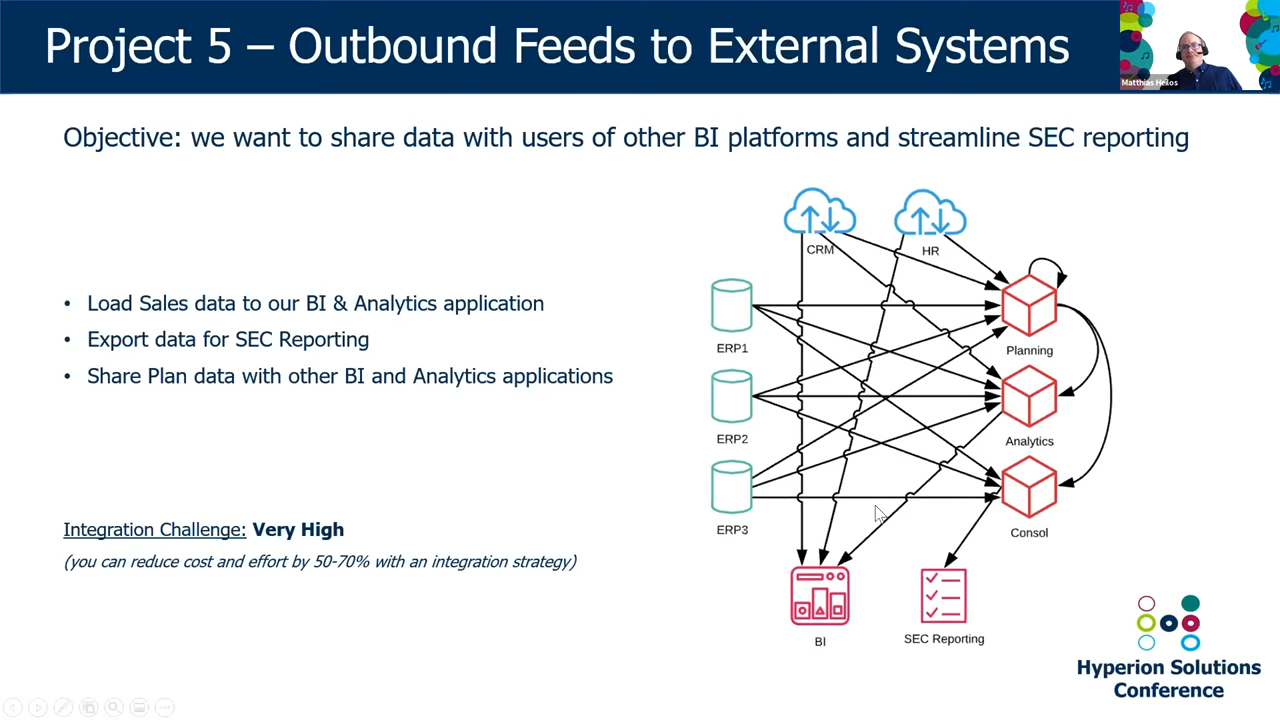 Project 5 – Outbound Feeds to External Systems
Matthias Heilos
Objective: we want to share data with users of other BI platforms and streamline SEC reporting
CRM
HR
• Load Sales data to our BI & Analytics application
• Export data for SEC Reporting
• Share Plan data with other BI and Analytics applications
ERP1
Planning
ERP2
Analytics
ERP3
Consol
Integration Challenge: Very High
(you can reduce cost and effort by 50-70% with an integration strategy)
BI
SEC Reporting
Hyperion Solutions
Conference